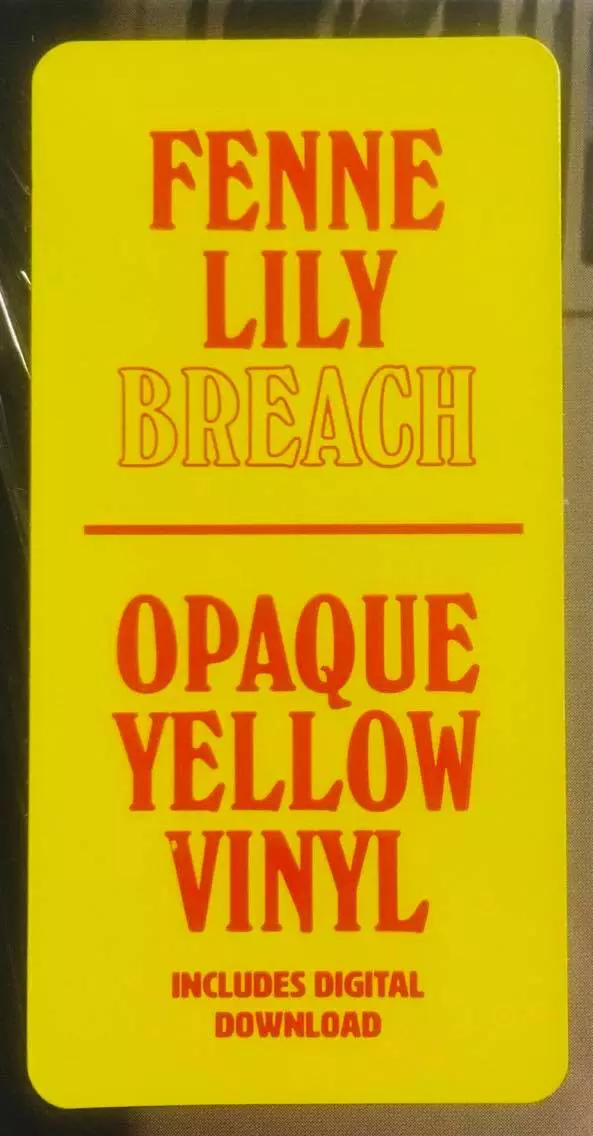 FENNE
LILY
BREACH
OPAQUE
YELLOW
VINYL
INCLUDES DIGITAL
DOWNLOAD